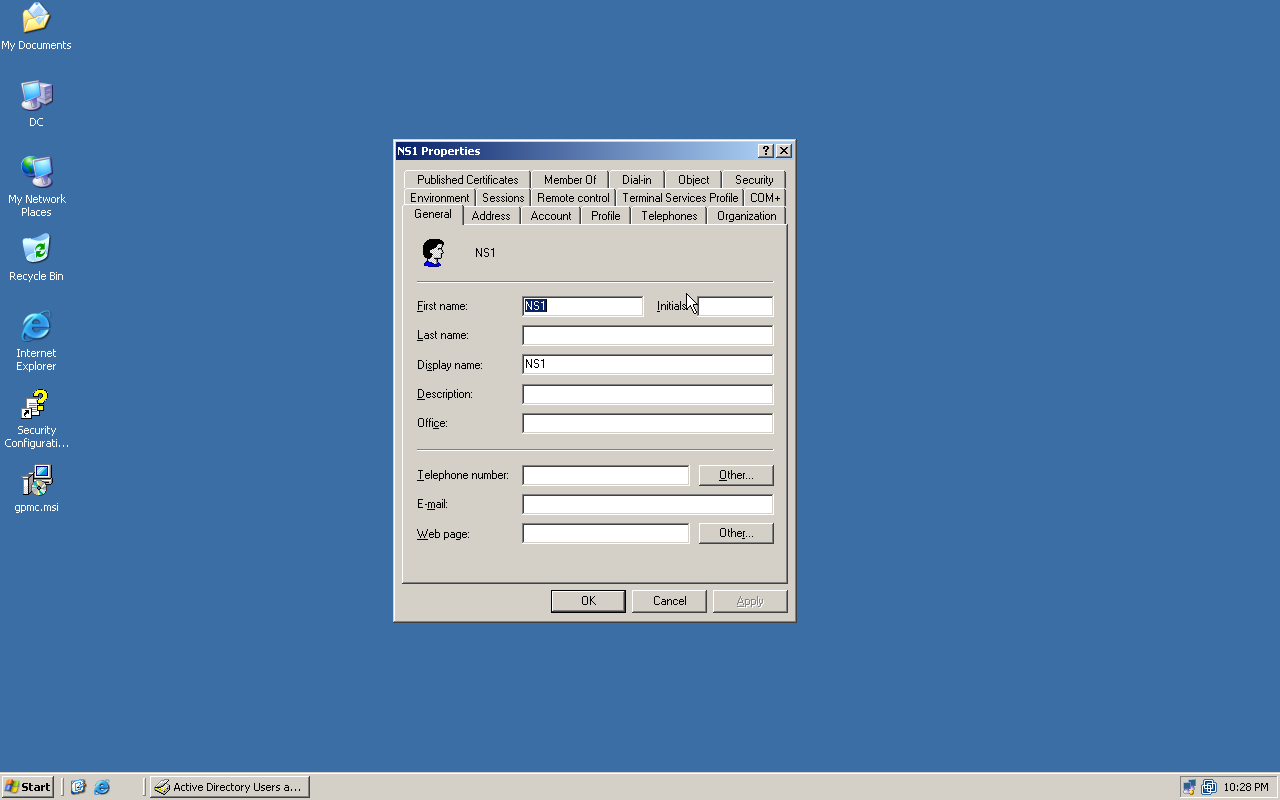 My Documents
DC
My Network
Places
Recycle Bin
Internet
Explorer
Security
Configurati...
gpmc.msi
NS1 Properties
Published Certificates
Member Of
Dial-in
Object
Security
Environment
Sessions
Remote control
Terminal Services Profile
COM+
General
Address
Account
Profile
Telephones
Organization
NS1
First name:
NS1
Initials
Last name:
Display name:
NS1
Description:
Office:
Telephone number:
Other...
E-mail:
Web page:
Other...
OK
Cancel
Apply
Start
Active Directory Users a...
10:28 PM